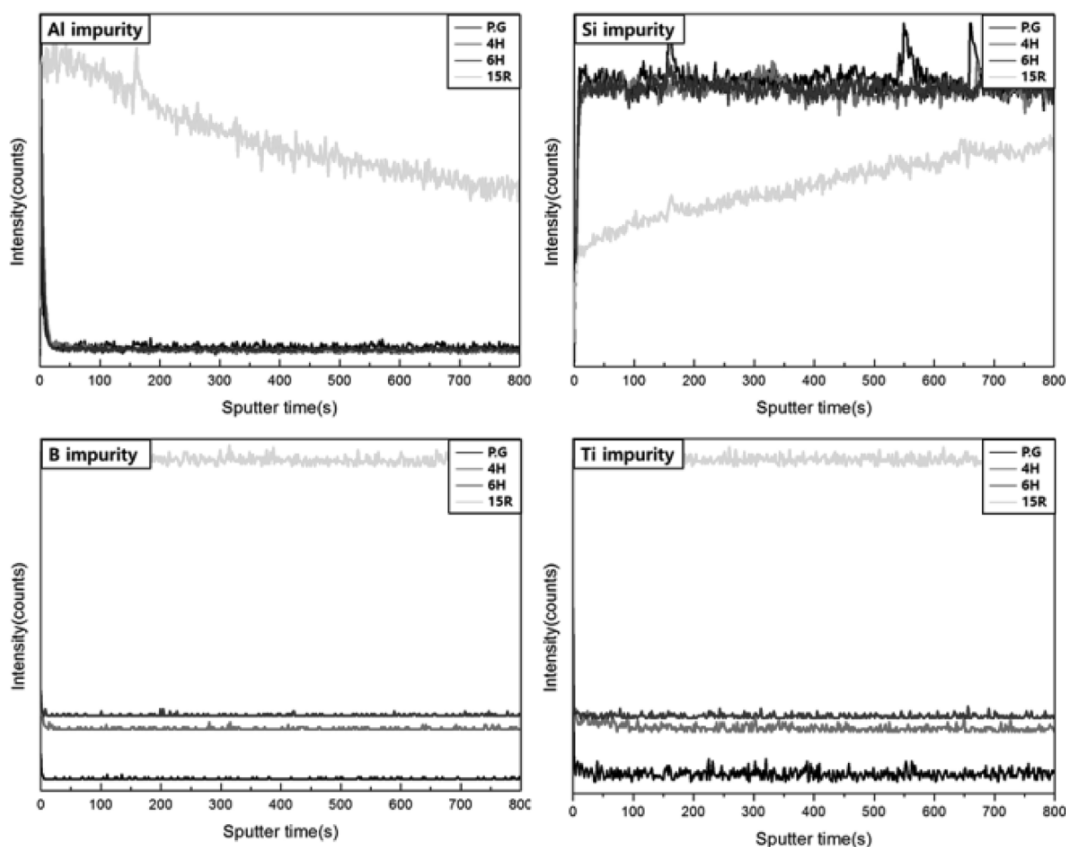 Al impurity
P.G
4H
6H
15R
Intensity(counts)
0 100 200 300 400 500 600 700 800
Sputter time(s)
Si impurity
P.G
4H
6H
15R
Intensity(counts)
0 100 200 300 400 500 600 700 800
Sputter time(s)
B impurity
P.G
4H
6H
15R
Intensity(counts)
0 100 200 300 400 500 600 700 800
Sputter time(s)
Ti impurity
P.G
4H
6H
15R
Intensity(counts)
0 100 200 300 400 500 600 700 800
Sputter time(s)